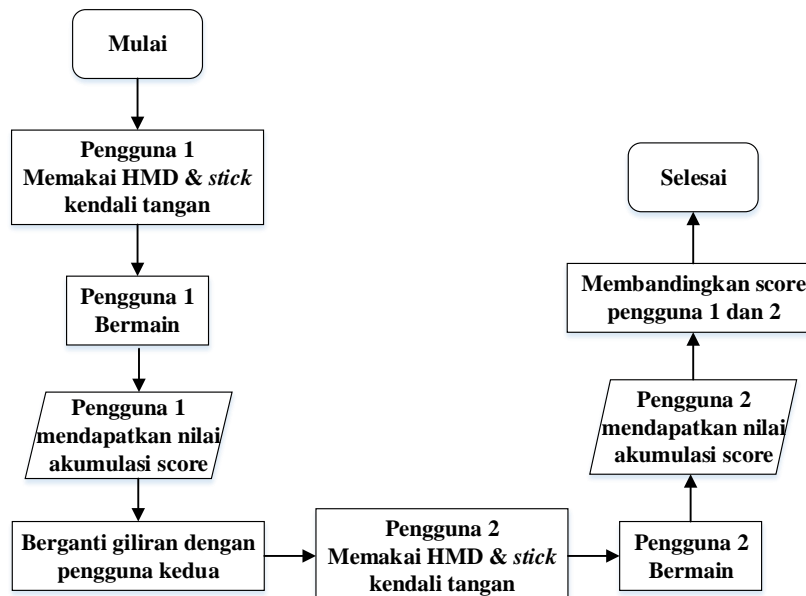 Mulai
Pengguna 1
Memakai HMD & stick
kendali tangan
Pengguna 1
Bermain
Pengguna 1
mendapatkan nilai
akumulasi score
Berganti giliran dengan
pengguna kedua
Pengguna 2
Memakai HMD & stick
kendali tangan
Pengguna 2
Bermain
Pengguna 2
mendapatkan nilai
akumulasi score
Membandingkan score
pengguna 1 dan 2
Selesai